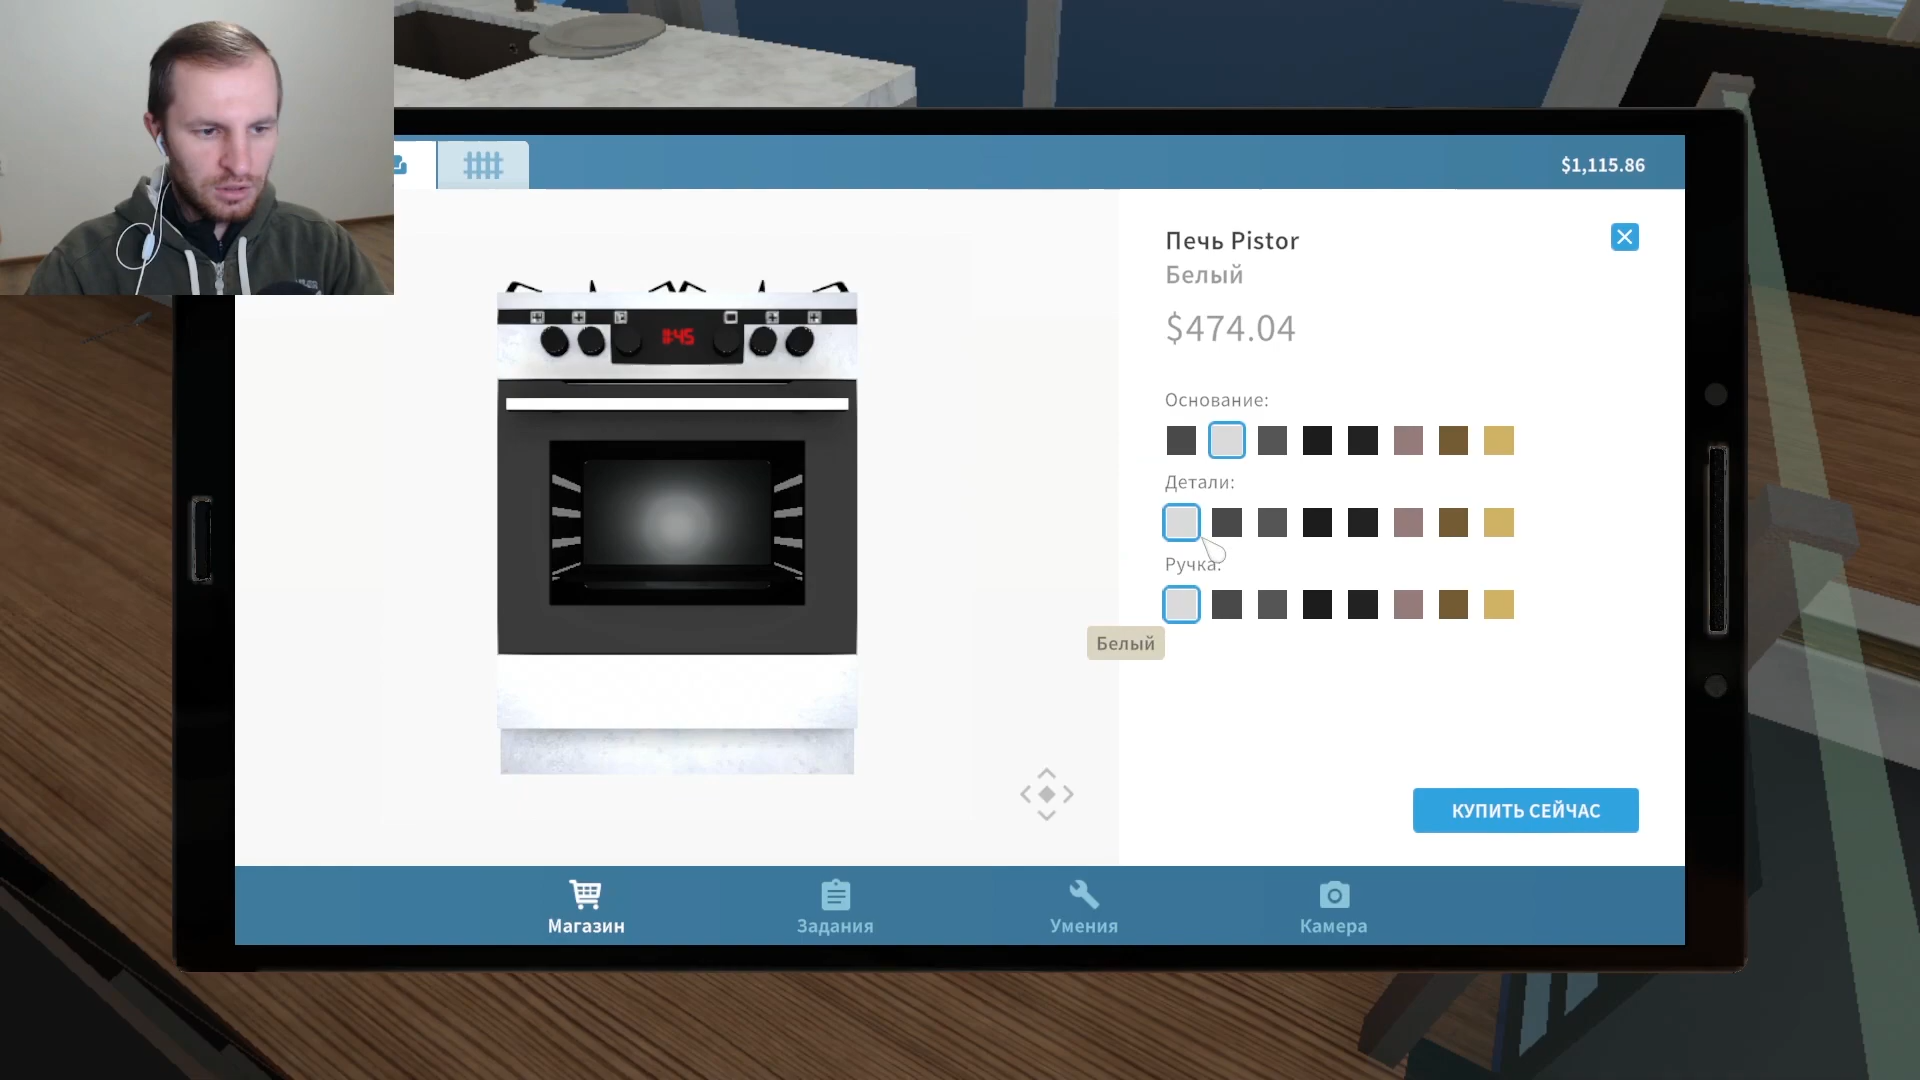 $1,115.86
Печь Pistor
Белый
$474.04
Основание:
Детали:
Ручка:
Белый
КУПИТЬ СЕЙЧАС
Магазин
Задания
Умения
Камера